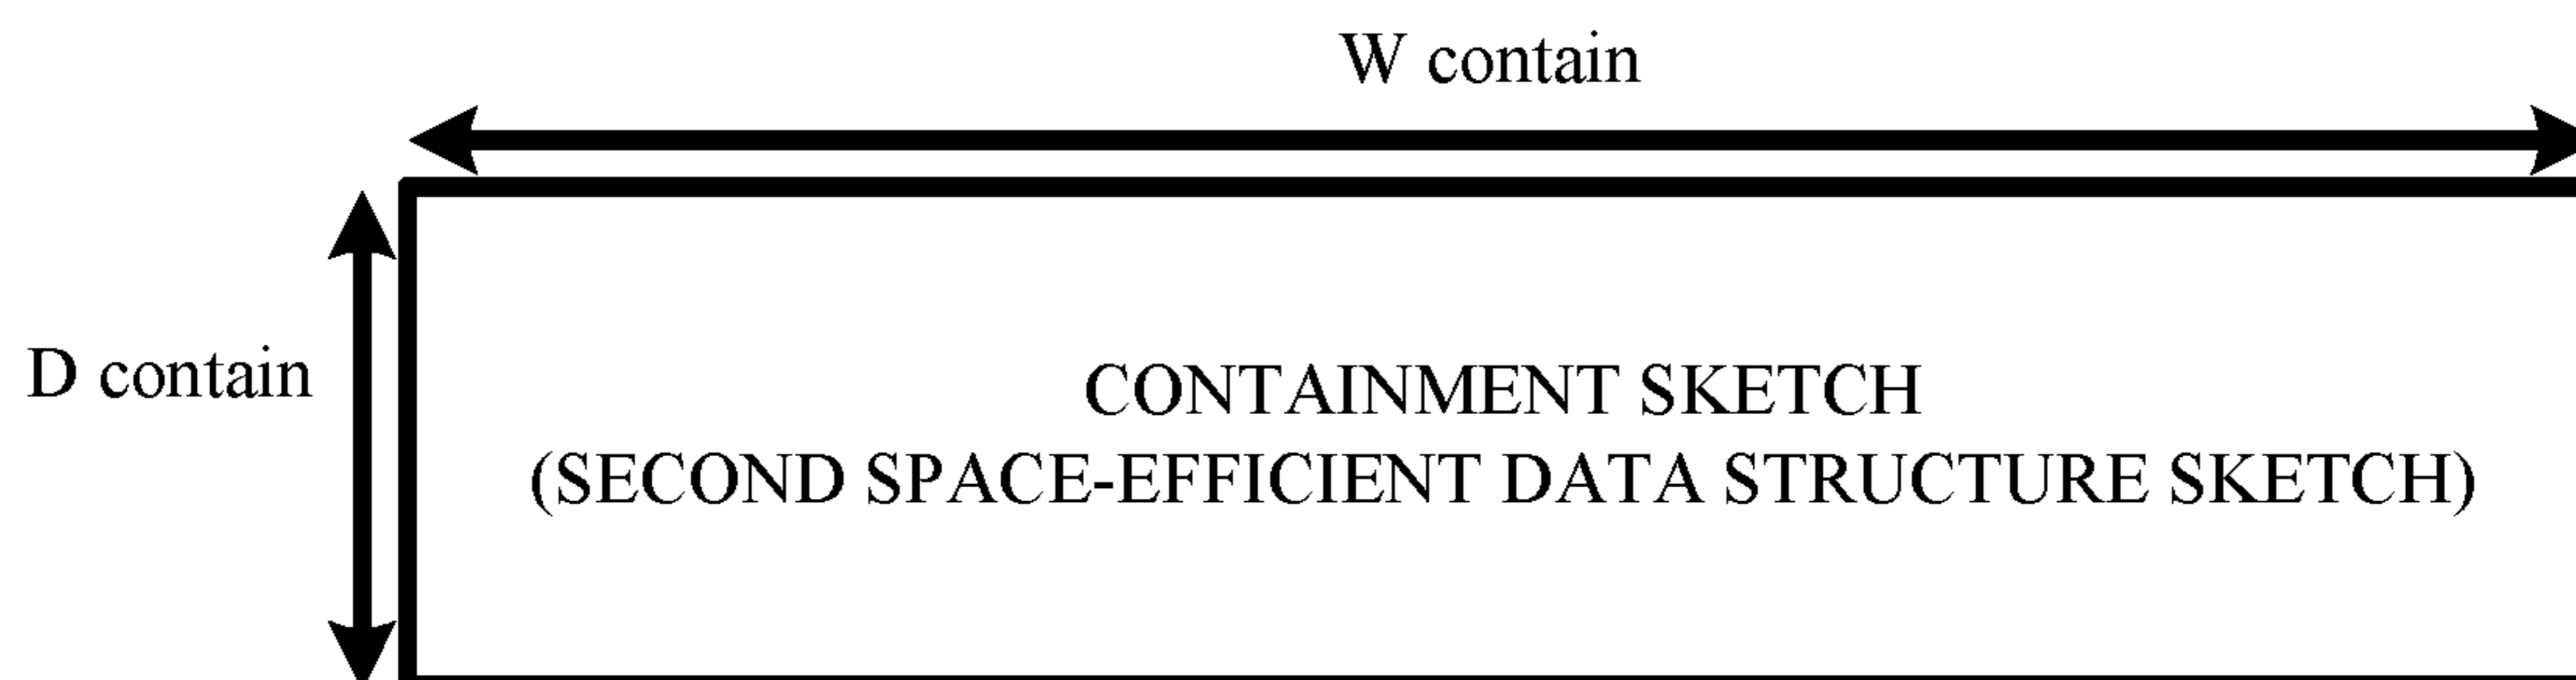 W contain
D contain
CONTAINMENT SKETCH
(SECOND SPACE-EFFICIENT DATA STRUCTURE SKETCH)